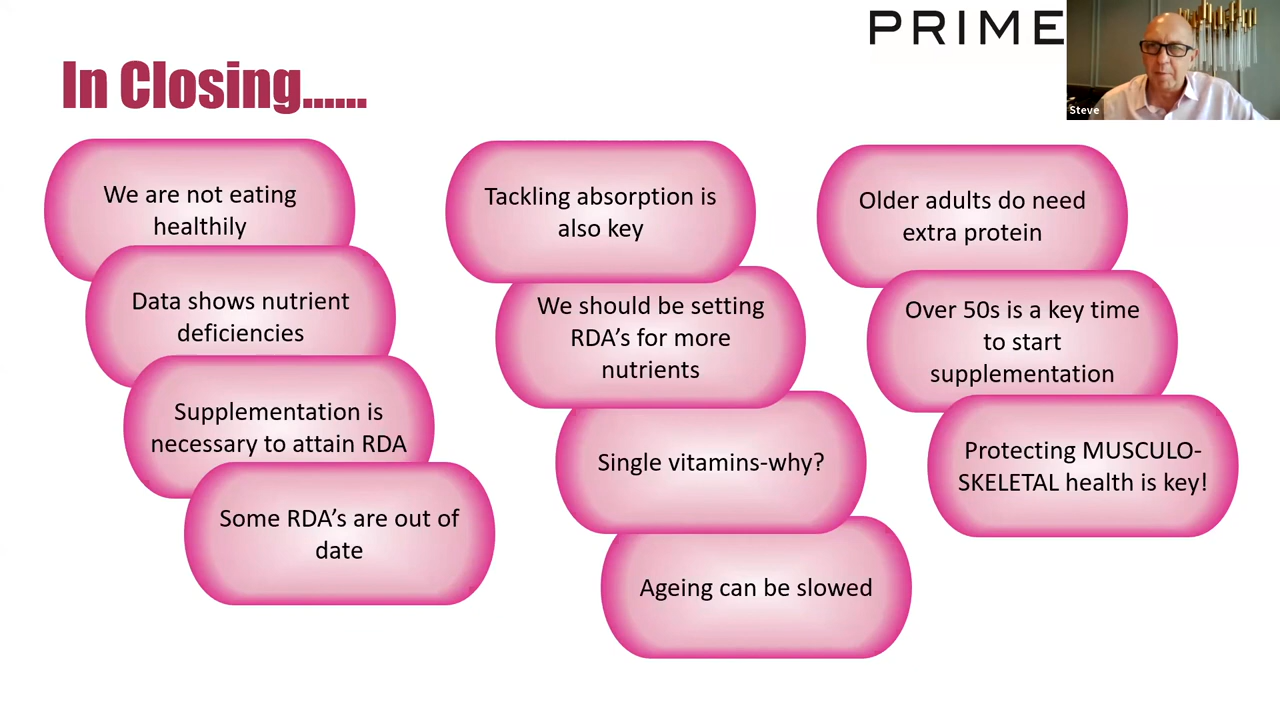 PRIME
Steve
In Closing......
We are not eating
healthily
Data shows nutrient
deficiencies
Supplementation is
necessary to attain RDA
Some RDA’s are out of
date
Tackling absorption is
also key
We should be setting
RDA’s for more
nutrients
Single vitamins-why?
Ageing can be slowed
Older adults do need
extra protein
Over 50s is a key time
to start
supplementation
Protecting MUSCULO-
SKELETAL health is key!